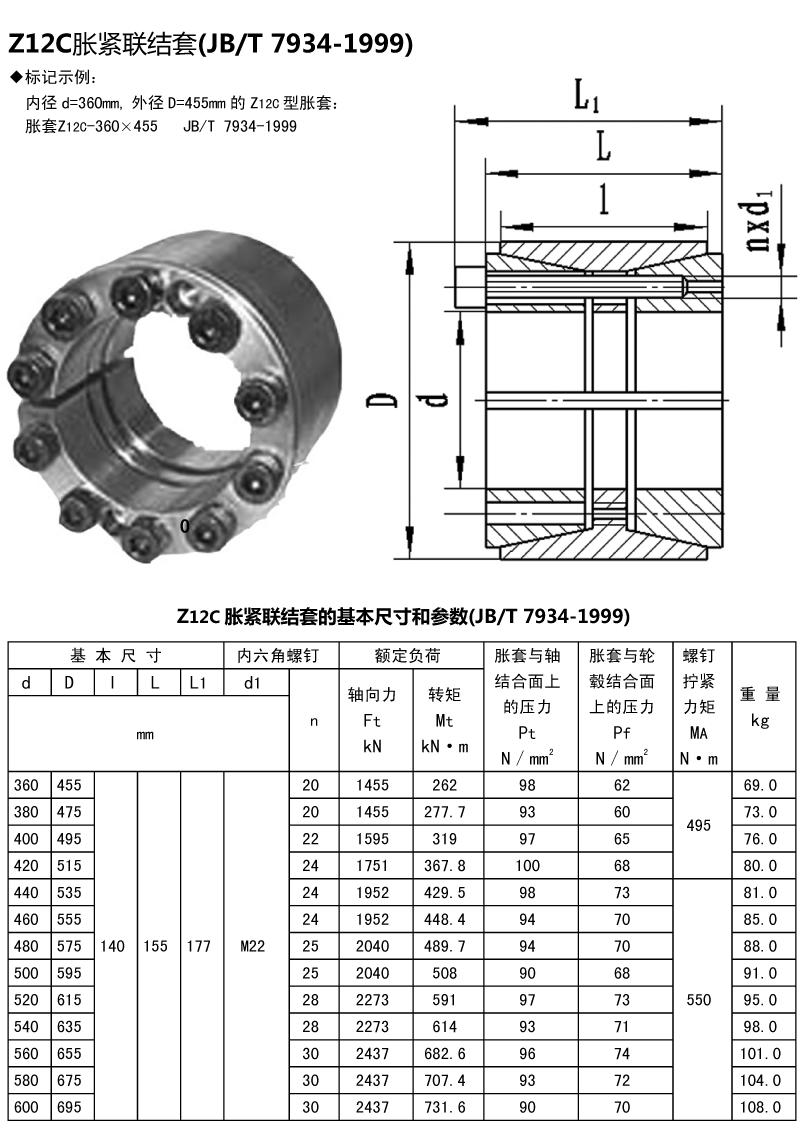 Z12C胀紧联结套(JB/T 7934-1999)
◆标记示例:
内径 d=360mm, 外径 D=455mm 的 Z12C 型胀套:
胀套Z12C-360×455 JB/T 7934-1999
L1
L
l
n×d1
D
d
0
Z12C 胀紧联结套的基本尺寸和参数(JB/T 7934-1999)
基 本 尺 寸 内六角螺钉 额定负荷 胀套与轴结合面上的压力 Pt N/mm² 胀套与轮毂结合面上的压力 Pf N/mm² 螺钉拧紧力矩 MA N·m 重 量 kg
d D l L L1 d1 n 轴向力 Ft kN 转矩 Mt kN·m
mm
360 455 140 155 177 M22 20 1455 262 98 62 495 69.0
380 475 20 1455 277.7 93 60 73.0
400 495 22 1595 319 97 65 76.0
420 515 24 1751 367.8 100 68 80.0
440 535 24 1952 429.5 98 73 550 81.0
460 555 24 1952 448.4 94 70 85.0
480 575 25 2040 489.7 94 70 88.0
500 595 25 2040 508 90 68 91.0
520 615 28 2273 591 97 73 95.0
540 635 28 2273 614 93 71 98.0
560 655 30 2437 682.6 96 74 101.0
580 675 30 2437 707.4 93 72 104.0
600 695 30 2437 731.6 90 70 108.0